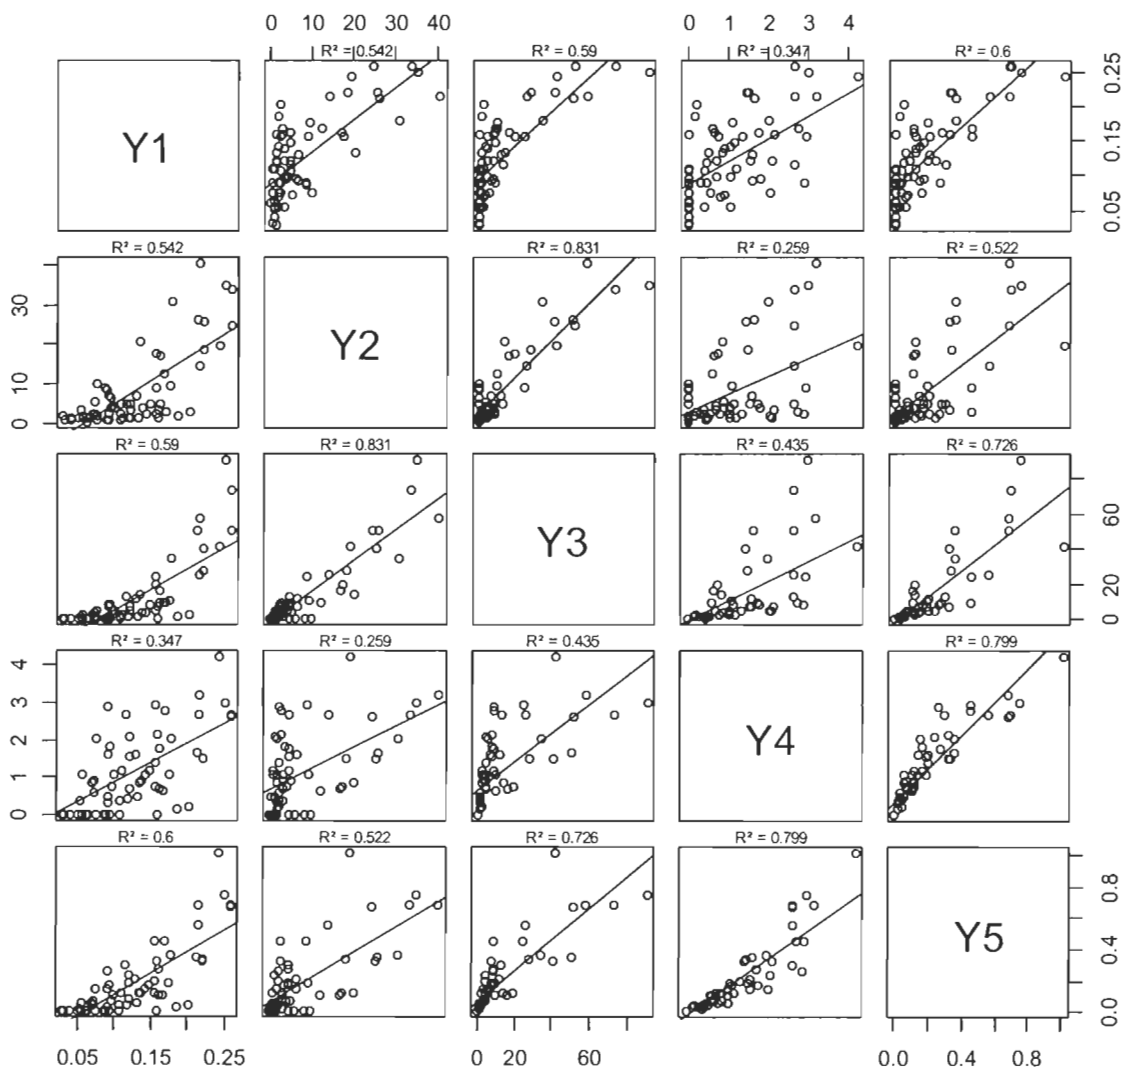 0 10 20 30 40 0 1 2 3 4
R² = 0.542 R² = 0.59 R² = 0.347 R² = 0.6
Y1
0.05 0.15 0.25
R² = 0.542 R² = 0.831 R² = 0.259 R² = 0.522
0 10 30
Y2
R² = 0.59 R² = 0.831 R² = 0.435 R² = 0.726
Y3
0 20 60
R² = 0.347 R² = 0.259 R² = 0.435 R² = 0.799
0 1 2 3 4
Y4
R² = 0.6 R² = 0.522 R² = 0.726 R² = 0.799
Y5
0.0 0.4 0.8
0.05 0.15 0.25 0 20 60 0.0 0.4 0.8